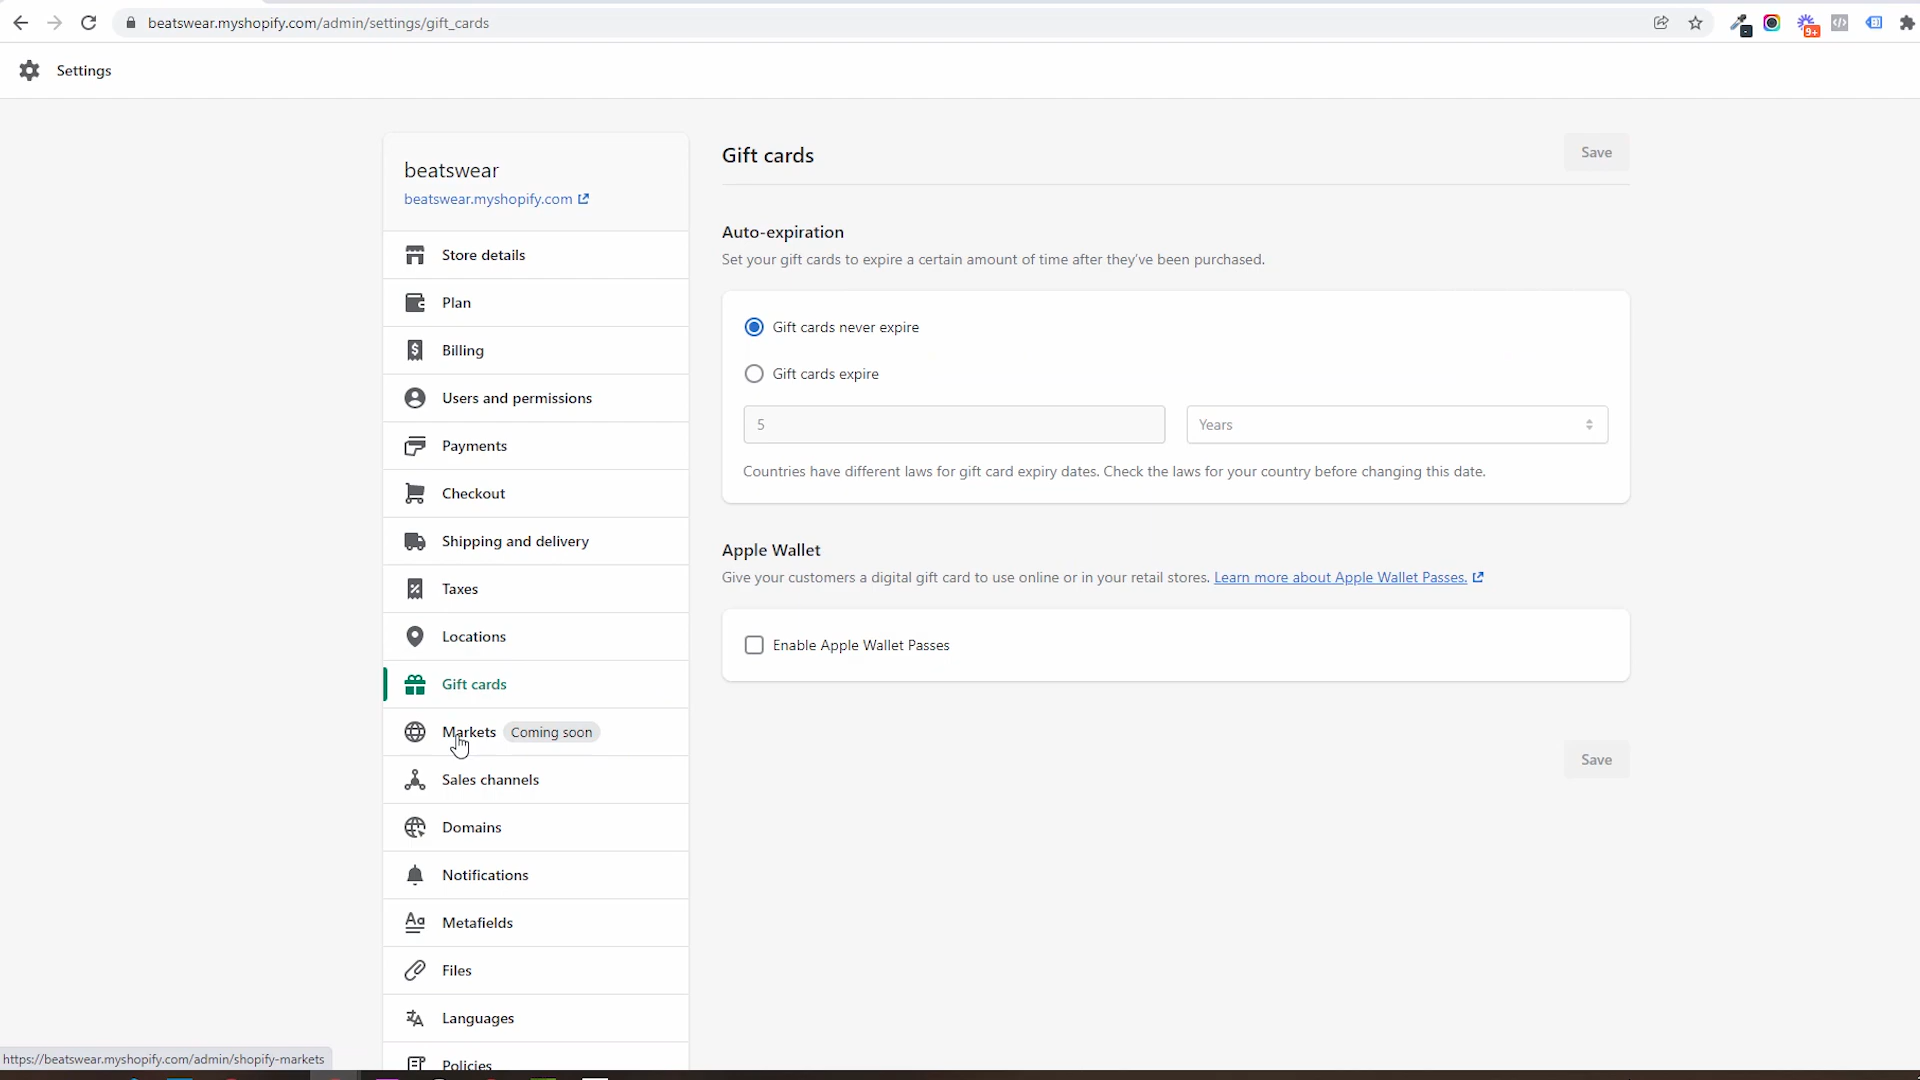 beatswear.myshopify.com/admin/settings/gift_cards
9+
Settings
beatswear
beatswear.myshopify.com
Store details
Plan
Billing
Users and permissions
Payments
Checkout
Shipping and delivery
Taxes
Locations
Gift cards
Markets Coming soon
Sales channels
Domains
Notifications
Metafields
Files
Languages
Policies
Gift cards
Save
Auto-expiration
Set your gift cards to expire a certain amount of time after they've been purchased.
Gift cards never expire
Gift cards expire
5
Years
Countries have different laws for gift card expiry dates. Check the laws for your country before changing this date.
Apple Wallet
Give your customers a digital gift card to use online or in your retail stores. Learn more about Apple Wallet Passes.
Enable Apple Wallet Passes
Save
https://beatswear.myshopify.com/admin/shopify-markets